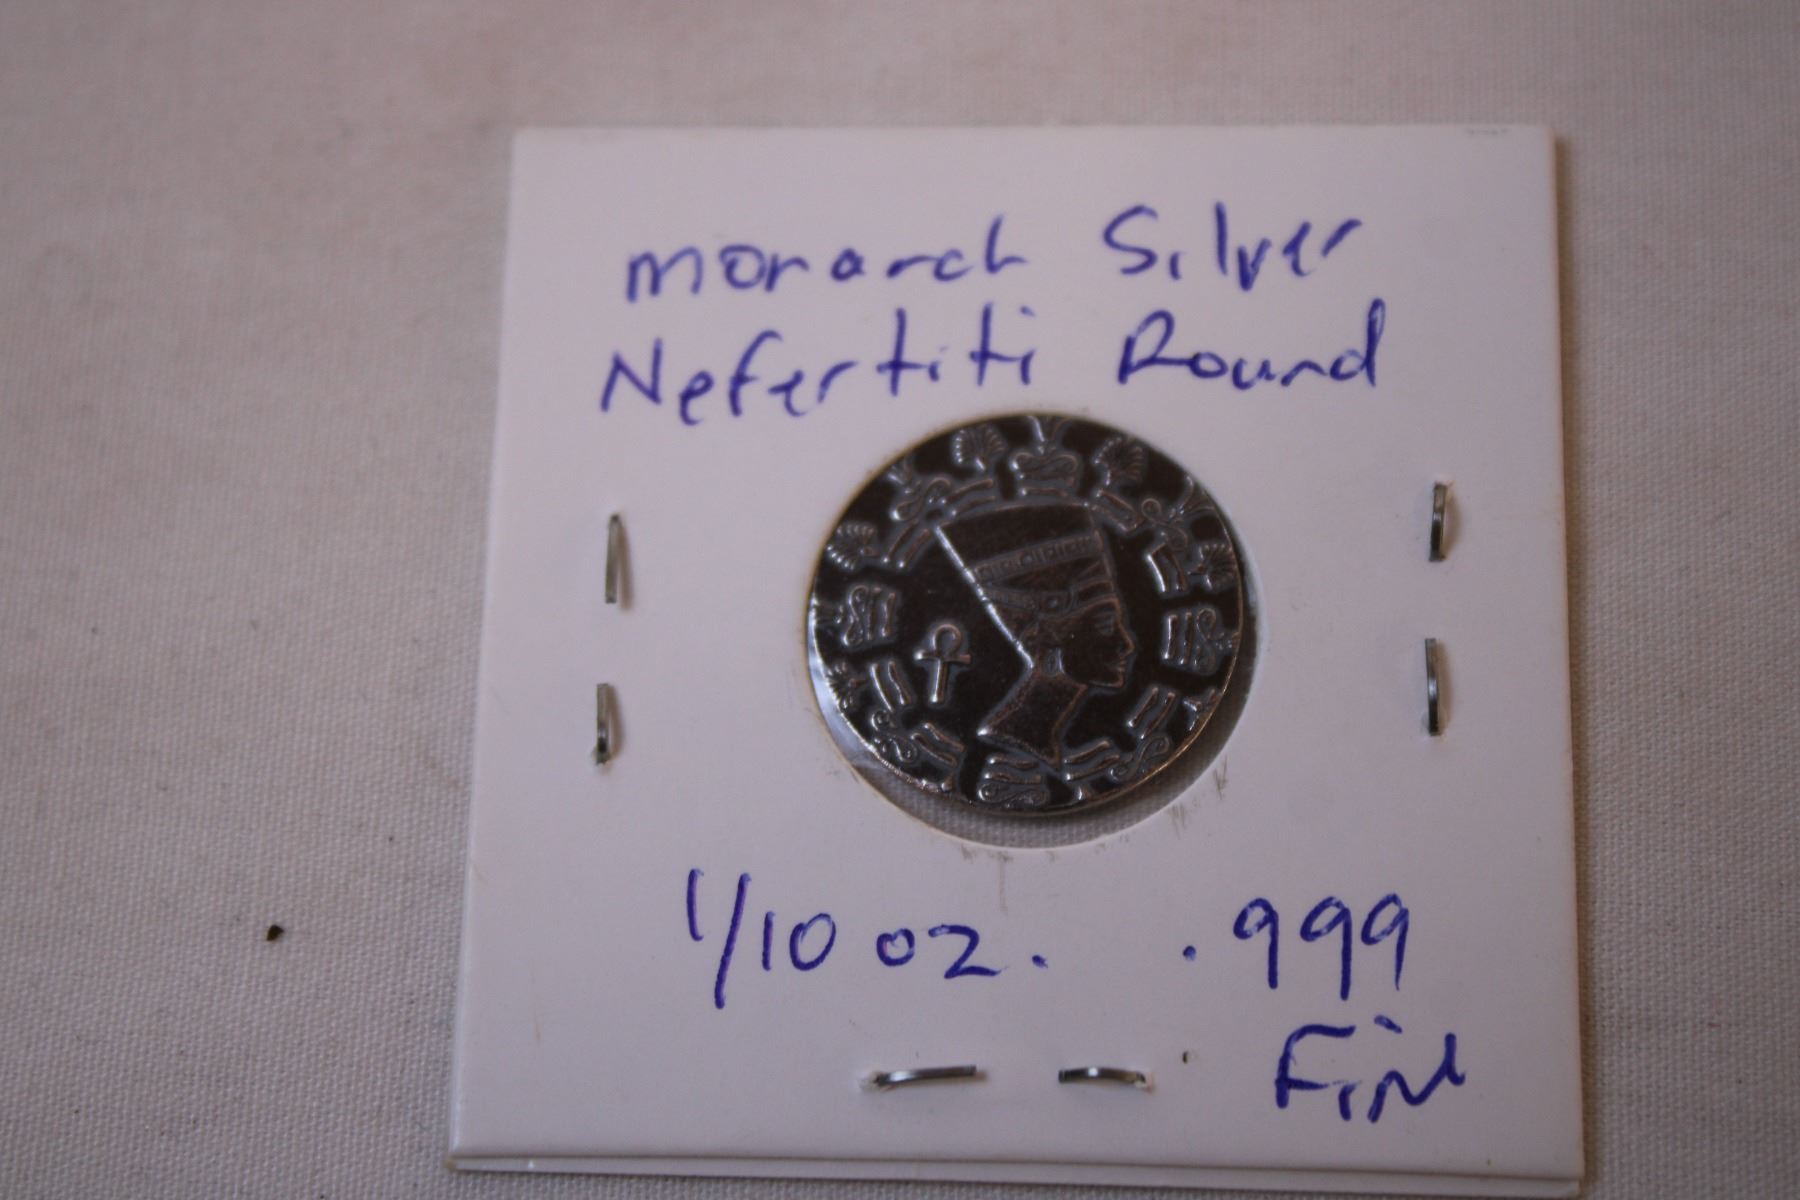 Monarch Silver
Nefertiti Round
1/10 oz. .999
Fine